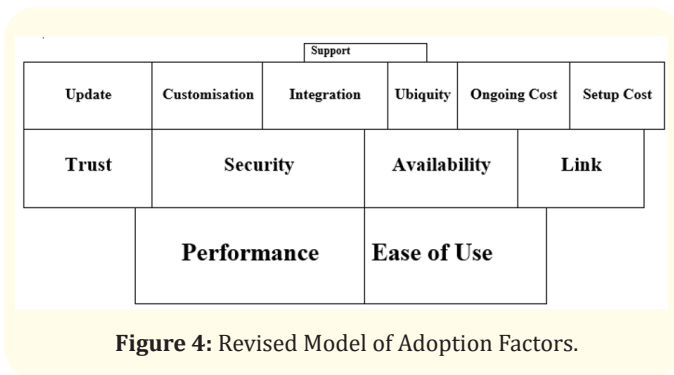 Support
Update Customisation Integration Ubiquity Ongoing Cost Setup Cost
Trust Security Availability Link
Performance Ease of Use
Figure 4: Revised Model of Adoption Factors.